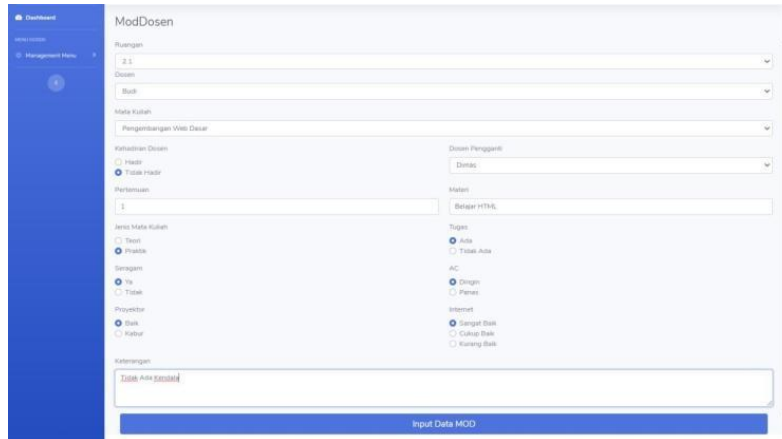 Dashboard
ModDosen
Ruangan
Management Menu
2.1
Dosen
Budi
Mata Kuliah
Pengembangan Web Dasar
Kehadiran Dosen
Dosen Pengganti
Hadir
Tidak Hadir
Dimas
Pertemuan
Materi
1
Belajar HTML
Jenis Mata Kuliah
Tugas
Teori
Ada
Praktik
Tidak Ada
Seragam
AC
Ya
Dingin
Tidak
Panas
Proyektor
Internet
Baik
Sangat Baik
Kabur
Cukup Baik
Kurang Baik
Keterangan
Tidak Ada Kendala
Input Data MOD